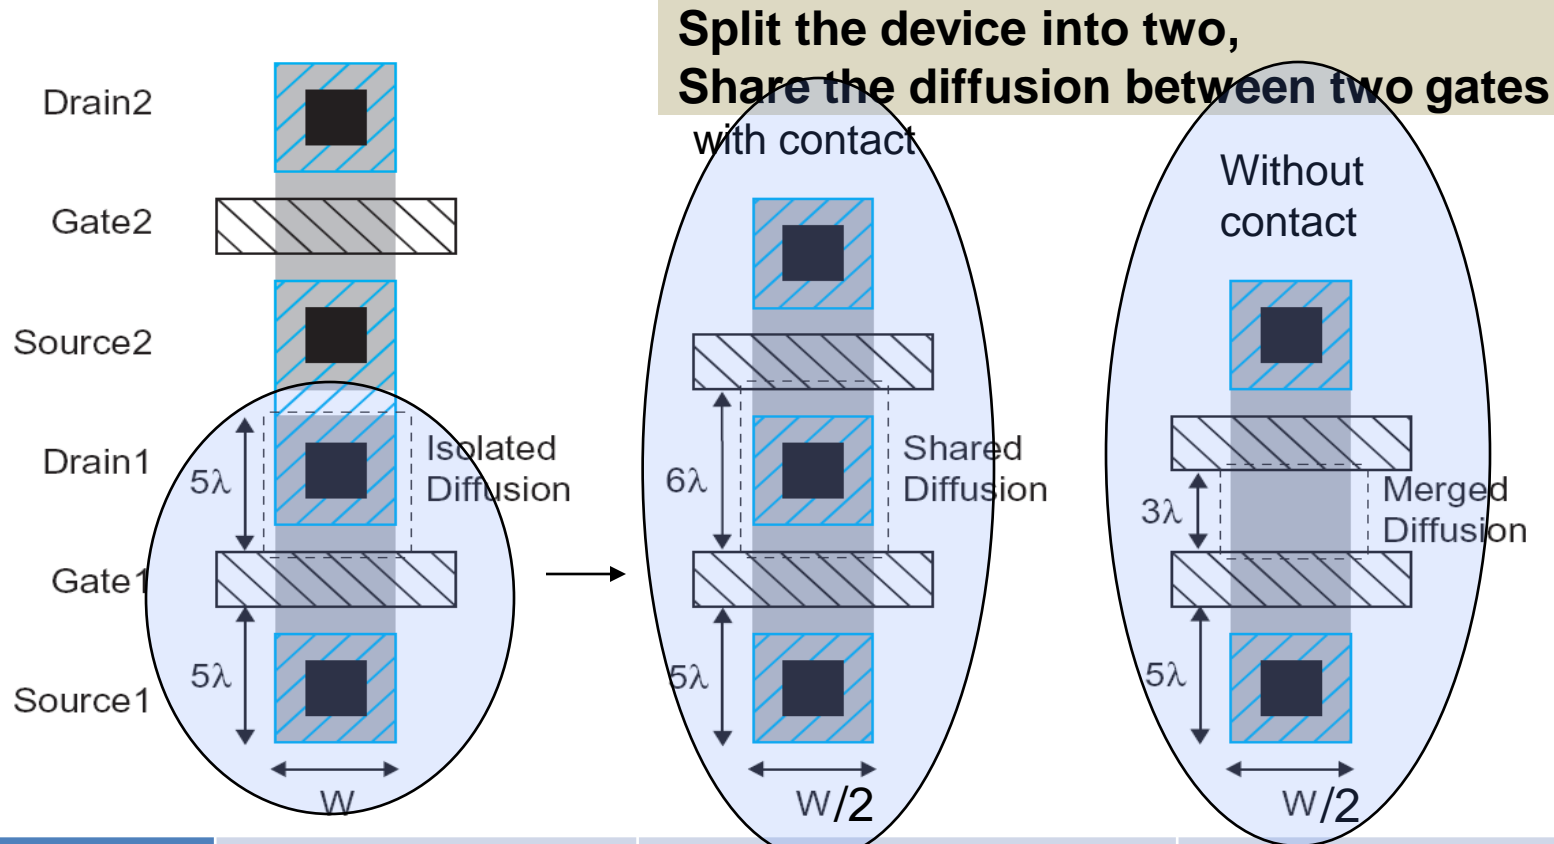 Split the device into two,
Share the diffusion between two gates
with contact
Without
contact
Drain2
Gate2
Source2
Drain1
Gate1
Source1
5λ
5λ
Isolated
Diffusion
W
6λ
5λ
Shared
Diffusion
W/2
3λ
5λ
Merged
Diffusion
W/2